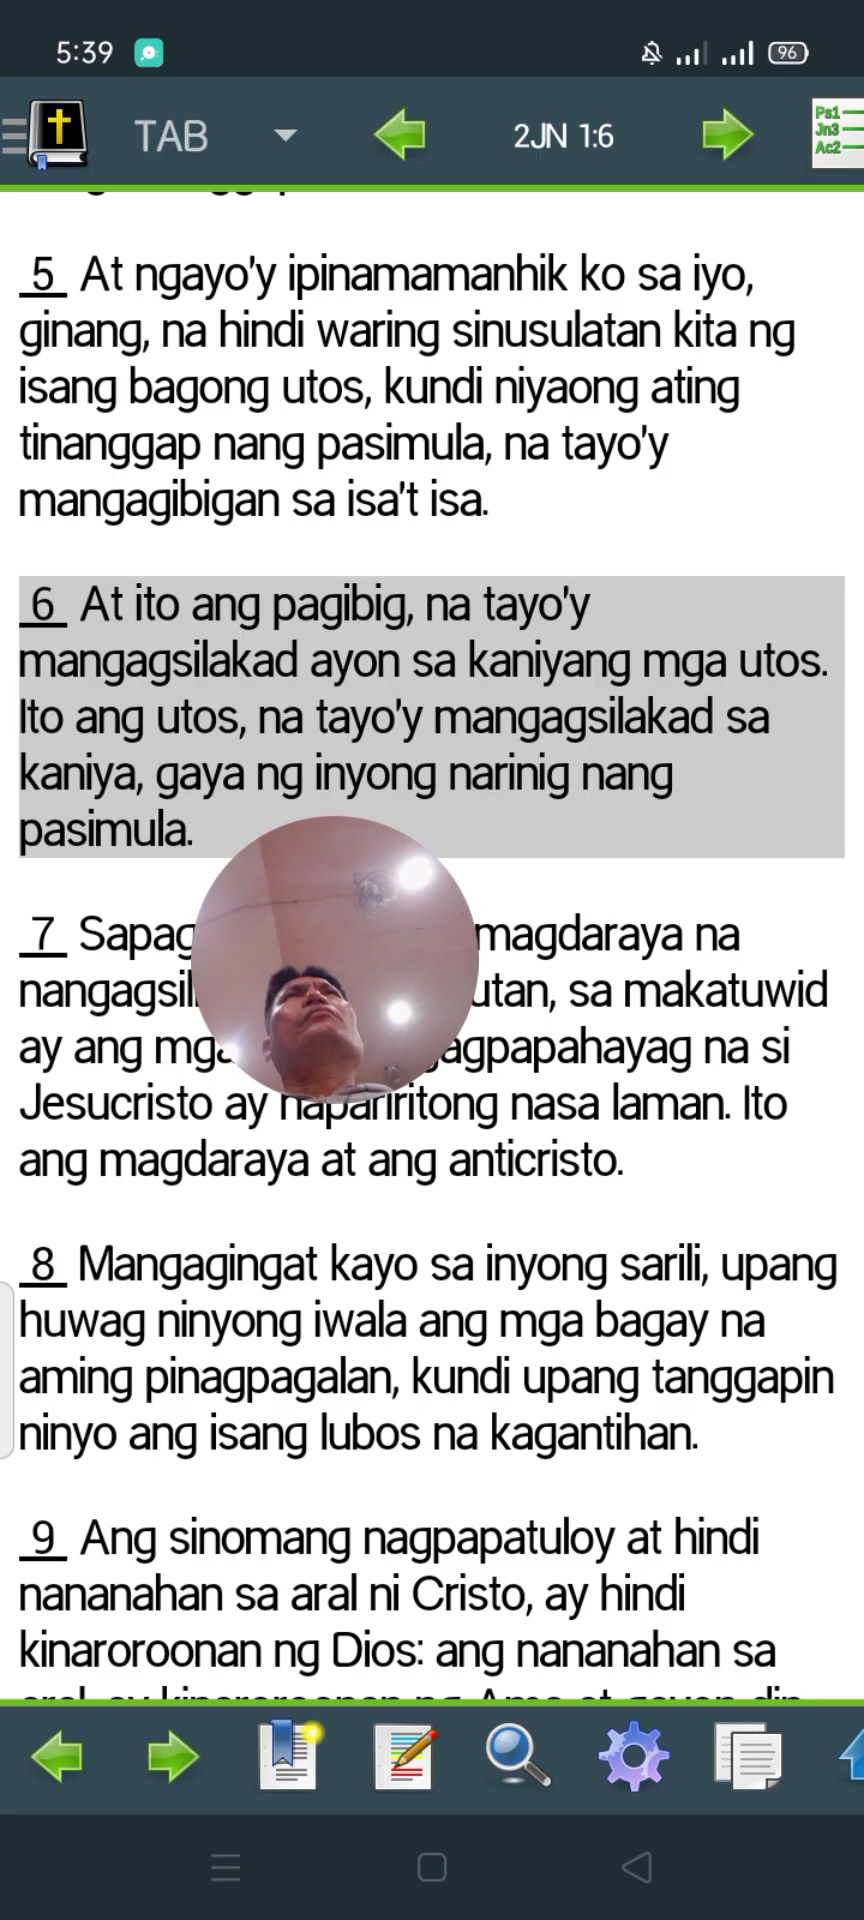 5:39
96
TAB
2JN 1:6
Ps1
Jn3
Ac2
5 At ngayo'y ipinamamanhik ko sa iyo,
ginang, na hindi waring sinusulatan kita ng
isang bagong utos, kundi niyaong ating
tinanggap nang pasimula, na tayo'y
mangagibigan sa isa't isa.
6 At ito ang pagibig, na tayo'y
mangagsilakad ayon sa kaniyang mga utos.
Ito ang utos, na tayo'y mangagsilakad sa
kaniya, gaya ng inyong narinig nang
pasimula.
7 magdaraya na
sa makatuwid
ay ang na si
Jesucristo ay naparitong nasa laman. Ito
ang magdaraya at ang anticristo.
8 Mangagingat kayo sa inyong sarili, upang
huwag ninyong iwala ang mga bagay na
aming pinagpagalan, kundi upang tanggapin
ninyo ang isang lubos na kagantihan.
9 Ang sinomang nagpapatuloy at hindi
nananahan sa aral ni Cristo, ay hindi
kinaroroonan ng Dios: ang nananahan sa